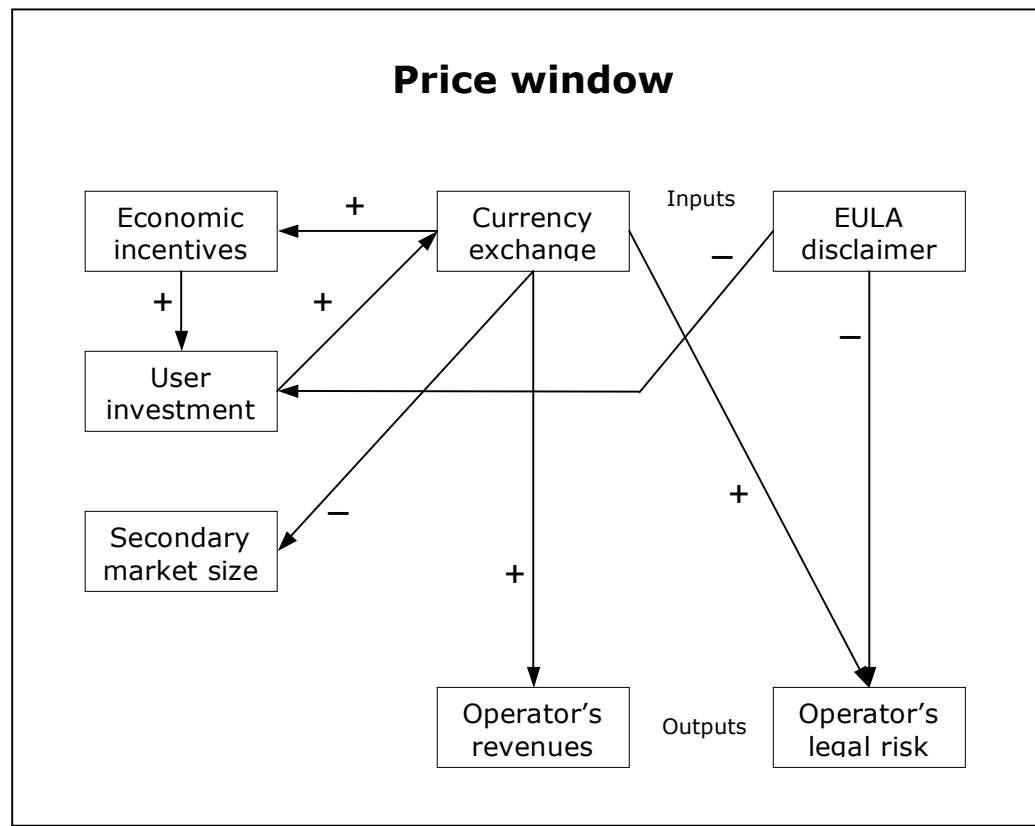 Price window
Economic
incentives
+
Currency
exchange
Inputs
EULA
disclaimer
–
+
+
–
User
investment
–
+
Secondary
market size
+
Operator's
revenues
Outputs
Operator's
legal risk